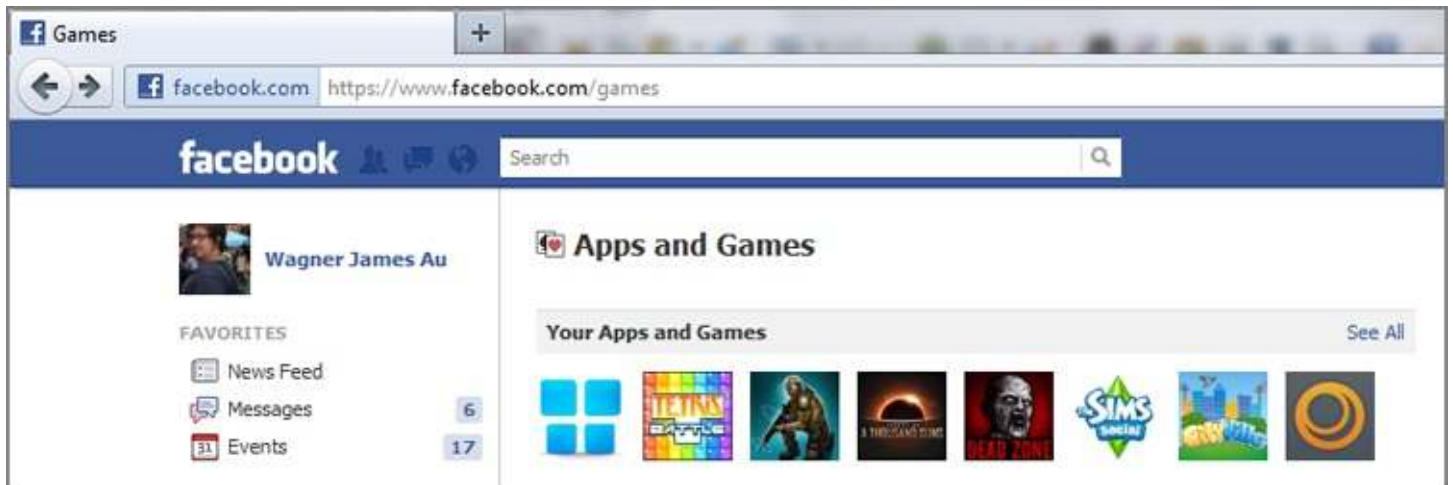 Games
facebook.com https://www.facebook.com/games
facebook Search
Wagner James Au
FAVORITES
News Feed
Messages 6
31 Events 17
Apps and Games
Your Apps and Games See All
TETRIS BATTLE
A THOUSAND SUNS
DEAD ZONE
The SIMS social